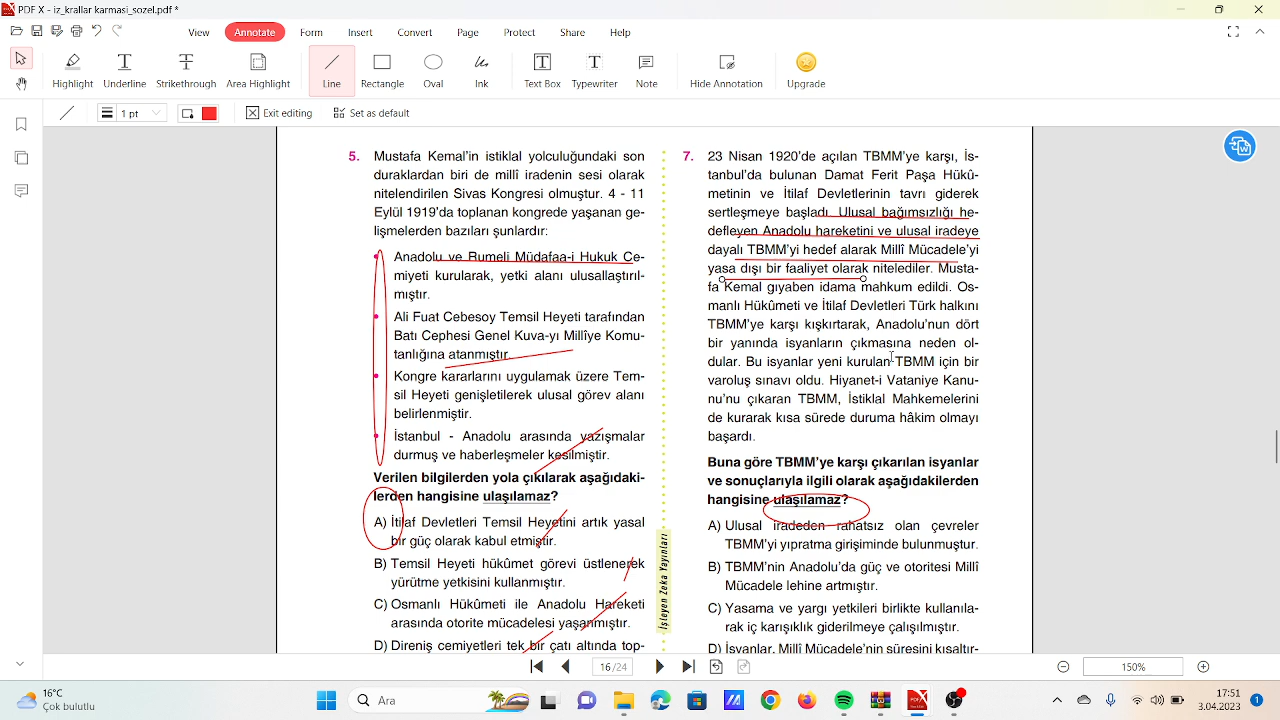 PDF X - iz_krallar karmasi_sozel.pdf *
View Annotate Form Insert Convert Page Protect Share Help
Highlight Underline Strikethrough Area Highlight Line Rectangle Oval Ink Text Box Typewriter Note Hide Annotation Upgrade
1 pt Exit editing Set as default
5. Mustafa Kemal'in istiklal yolculuğundaki son
duraklardan biri de millî iradenin sesi olarak
nitelendirilen Sivas Kongresi olmuştur. 4 - 11
Eylül 1919'da toplanan kongrede yaşanan ge-
lişmelerden bazıları şunlardır:
Anadolu ve Rumeli Müdafaa-i Hukuk Ce-
miyeti kurularak, yetki alanı ulusallaştırıl-
mıştır.
Ali Fuat Cebesoy Temsil Heyeti tarafından
Batı Cephesi Genel Kuva-yı Millîye Komu-
tanlığına atanmıştır.
Kongre kararlarını uygulamak üzere Tem-
sil Heyeti genişletilerek ulusal görev alanı
belirlenmiştir.
İstanbul - Anadolu arasında yazışmalar
durmuş ve haberleşmeler kesilmiştir.
Verilen bilgilerden yola çıkılarak aşağıdaki-
lerden hangisine ulaşılamaz?
A) İtilaf Devletleri Temsil Heyetini artık yasal
bir güç olarak kabul etmiştir.
B) Temsil Heyeti hükûmet görevi üstlenerek
yürütme yetkisini kullanmıştır.
C) Osmanlı Hükûmeti ile Anadolu Hareketi
arasında otorite mücadelesi yaşanmıştır.
D) Direniş cemiyetleri tek bir çatı altında top-
İşleyen Zeka Yayınları
7. 23 Nisan 1920'de açılan TBMM'ye karşı, İs-
tanbul'da bulunan Damat Ferit Paşa Hükû-
metinin ve İtilaf Devletlerinin tavrı giderek
sertleşmeye başladı. Ulusal bağımsızlığı he-
defleyen Anadolu hareketini ve ulusal iradeye
dayalı TBMM'yi hedef alarak Millî Mücadele'yi
yasa dışı bir faaliyet olarak nitelediler. Musta-
fa Kemal gıyaben idama mahkum edildi. Os-
manlı Hükûmeti ve İtilaf Devletleri Türk halkını
TBMM'ye karşı kışkırtarak, Anadolu'nun dört
bir yanında isyanların çıkmasına neden ol-
dular. Bu isyanlar yeni kurulan TBMM için bir
varoluş sınavı oldu. Hiyanet-i Vataniye Kanu-
nu'nu çıkaran TBMM, İstiklal Mahkemelerini
de kurarak kısa sürede duruma hâkim olmayı
başardı.
Buna göre TBMM'ye karşı çıkarılan isyanlar
ve sonuçlarıyla ilgili olarak aşağıdakilerden
hangisine ulaşılamaz?
A) Ulusal iradeden rahatsız olan çevreler
TBMM'yi yıpratma girişiminde bulunmuştur.
B) TBMM'nin Anadolu'da güç ve otoritesi Millî
Mücadele lehine artmıştır.
C) Yasama ve yargı yetkileri birlikte kullanıla-
rak iç karışıklık giderilmeye çalışılmıştır.
D) İsyanlar, Millî Mücadele'nin süresini kısaltır-
16/24 150%
16°C
Çok bulutlu
Ara
17:51
3.04.2023
1